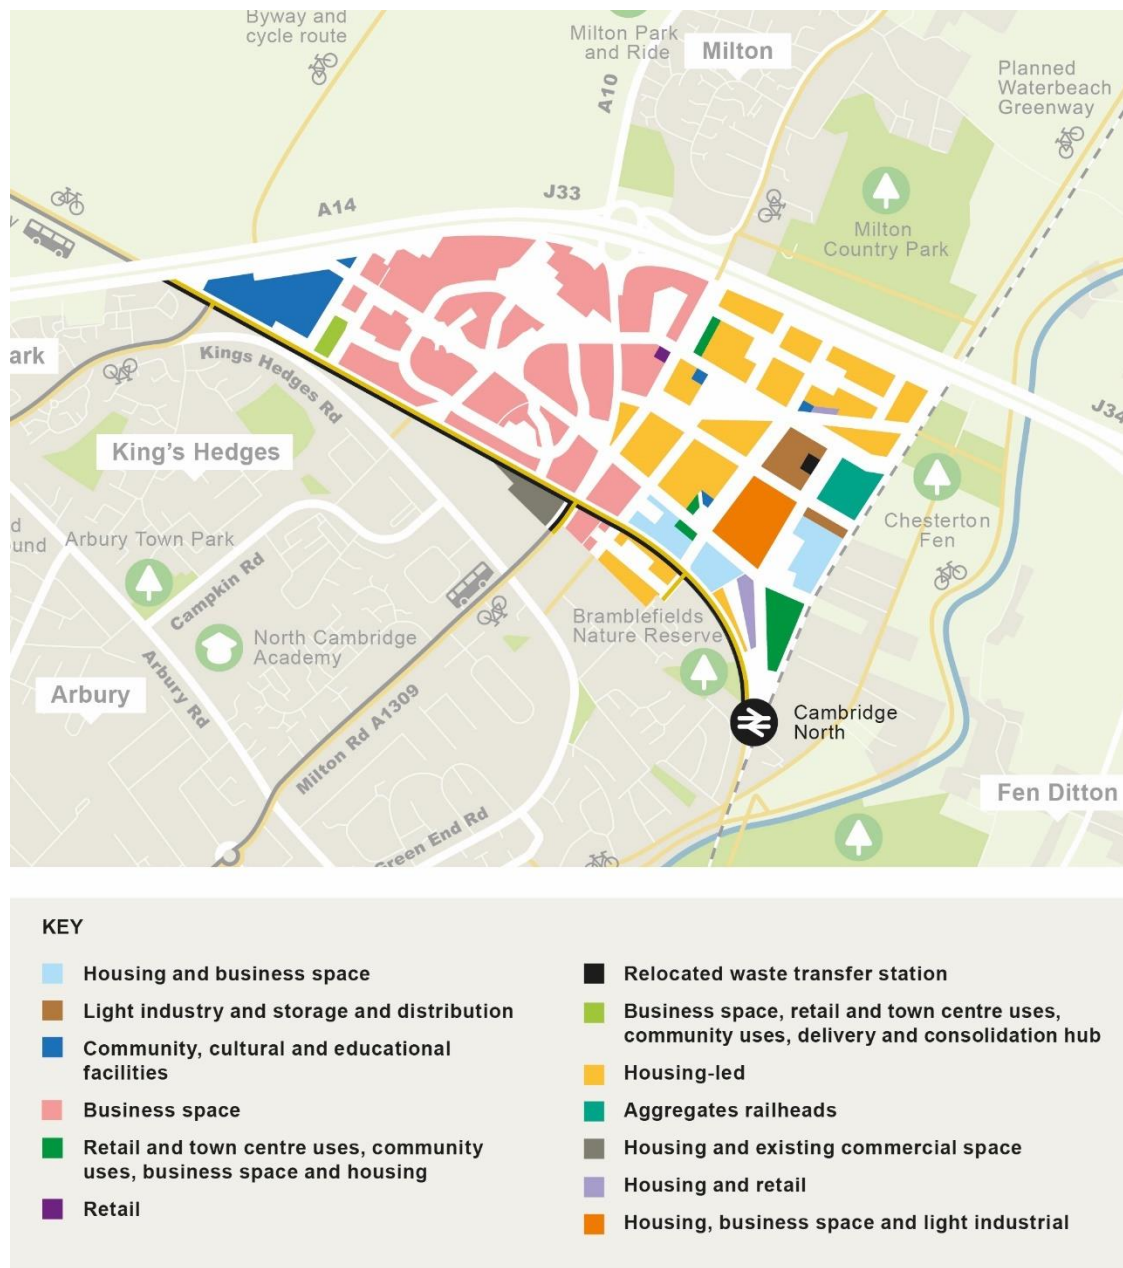 Byway and
cycle route
Milton Park
and Ride
Milton
Planned
Waterbeach
Greenway
A10
J33
A14
Milton
Country Park
ark
Kings Hedges Rd
J34
King's Hedges
Chesterton
Fen
d
und
Arbury Town Park
Campkin Rd
North Cambridge
Academy
Bramblefields
Nature Reserve
Arbury
Arbury Rd
Milton Rd A1309
Cambridge
North
Green End Rd
Fen Ditton
KEY
Housing and business space
Light industry and storage and distribution
Community, cultural and educational
facilities
Business space
Retail and town centre uses, community
uses, business space and housing
Retail
Relocated waste transfer station
Business space, retail and town centre uses,
community uses, delivery and consolidation hub
Housing-led
Aggregates railheads
Housing and existing commercial space
Housing and retail
Housing, business space and light industrial